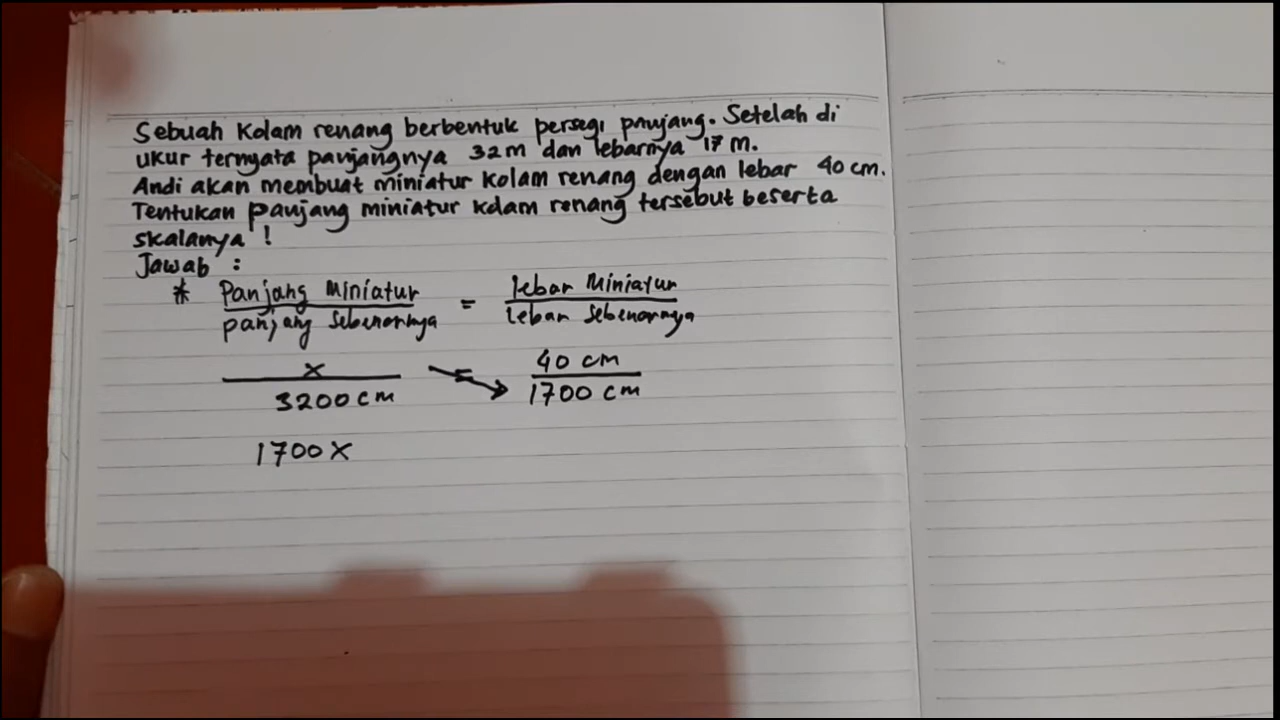 Sebuah kolam renang berbentuk persegi panjang. Setelah di
ukur ternyata panjangnya 32 m dan lebarnya 17 m.
Andi akan membuat miniatur kolam renang dengan lebar 40 cm.
Tentukan panjang miniatur kolam renang tersebut beserta
skalanya !
Jawab :
* Panjang Miniatur = lebar Miniatur
panjang sebenarnya lebar sebenarnya
x = 40 cm
3200 cm 1700 cm
1700 x